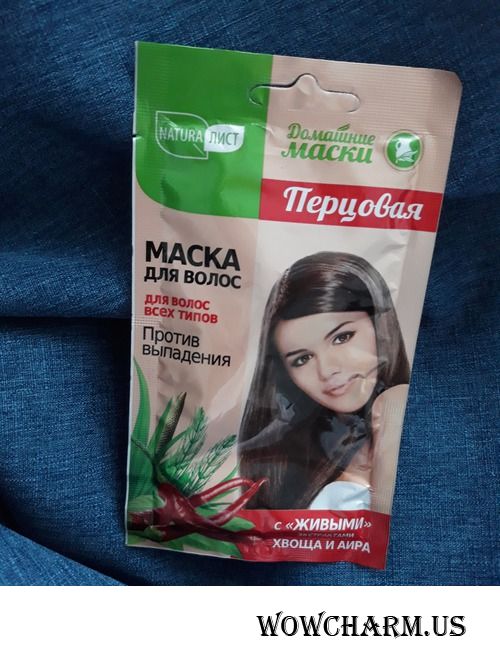 NATURA ЛИСТ
Домашние
маски
Перцовая
МАСКА
ДЛЯ ВОЛОС
ДЛЯ ВОЛОС
ВСЕХ ТИПОВ
Против
выпадения
с «ЖИВЫМИ»
ЭКСТРАКТАМИ
ХВОЩА И АИРА
WOWCHARM.US